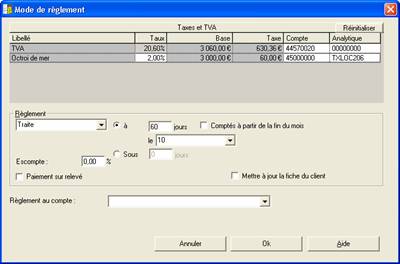 Mode de règlement
Taxes et TVA
Réinitialiser
Libellé Taux Base Taxe Compte Analytique
TVA 20,60% 3 060,00 € 630,36 € 44570020 00000000
Octroi de mer 2,00% 3 000,00 € 60,00 € 45000000 TXLOC206
Règlement
Traite à 60 jours Comptés à partir de la fin du mois
le 10
Sous 0 jours
Escompte : 0,00 %
Paiement sur relevé Mettre à jour la fiche du client
Règlement au compte :
Annuler Ok Aide